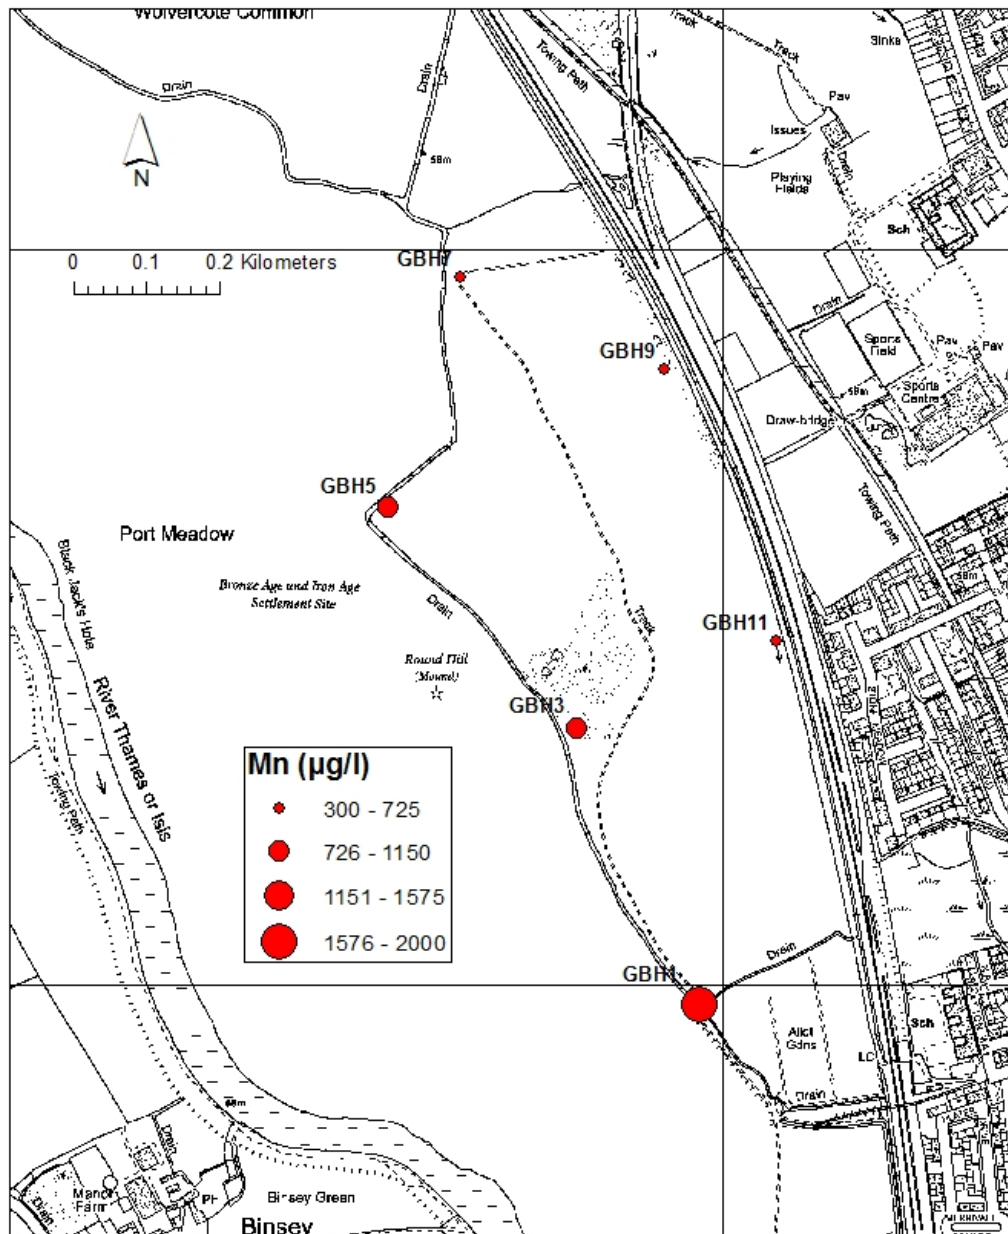 Wolvercote Common
Drain
Drain
Towing Path
Track
Track
Sinks
Pav
Issues
Drain
Playing
Fields
Sch
58m
N
0 0.1 0.2 Kilometers
GBH7
GBH9
Drain
Sports
Field
Pav
Pav
Sports
Centre
58m
Draw-bridge
GBH5
Towing Path
Port Meadow
Black Jack's Hole
Bronze Age and Iron Age
Settlement Site
Drain
58m
Track
GBH11
Round Hill
(Mound)
GBH3
River Thames or Isis
Towing Path
Mn (µg/l)
300 - 725
726 - 1150
1151 - 1575
1576 - 2000
GBH1
Drain
Allot
Gdns
Sch
LC
Drain
Drain
Manor
Farm
Drain
PH
Binsey Green
Binsey